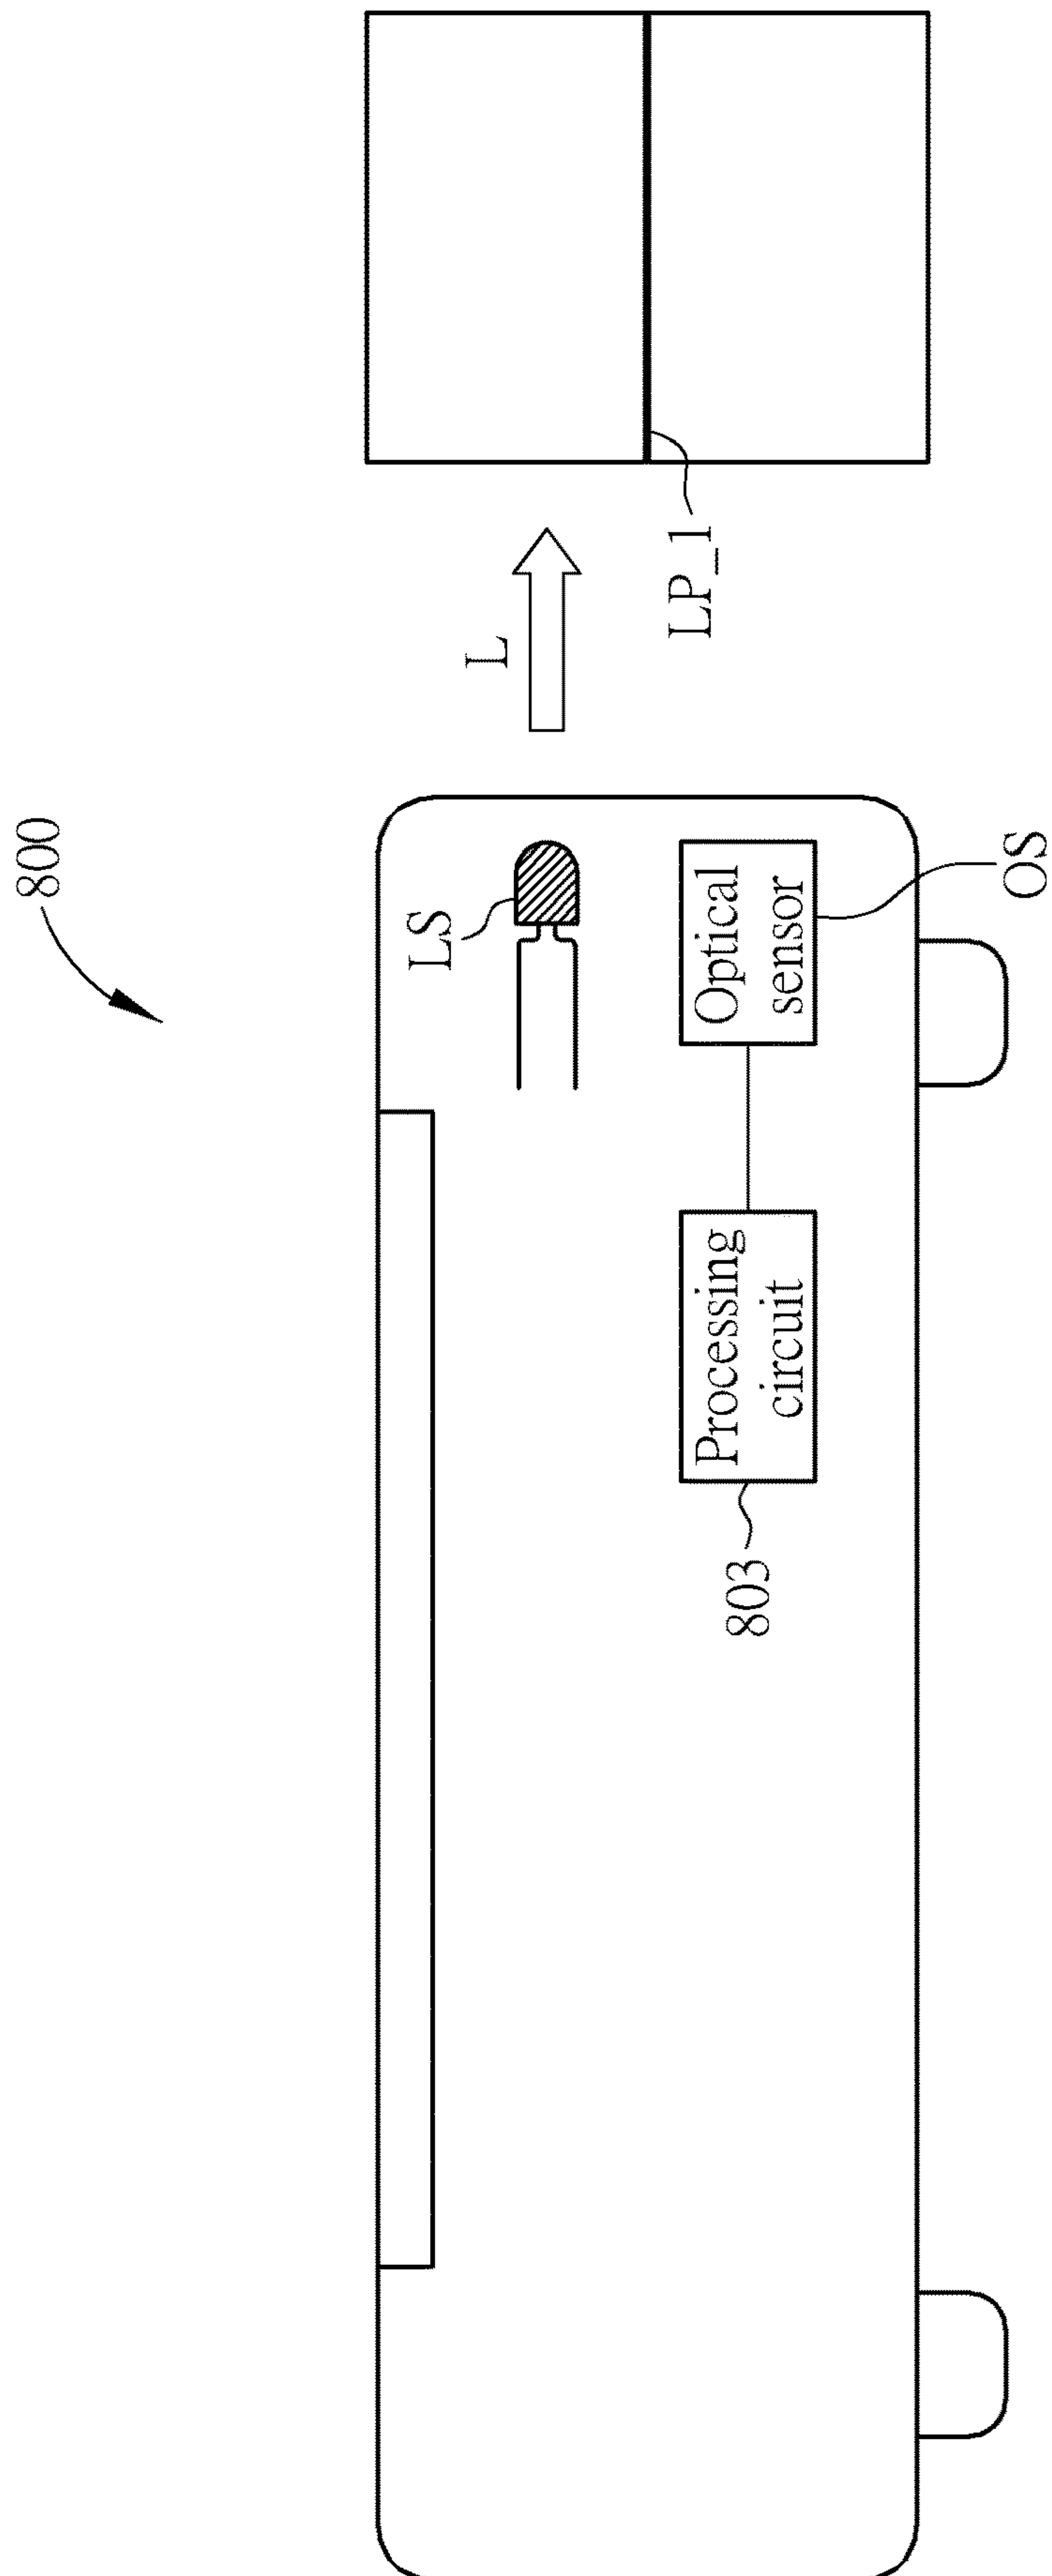 800
LS
L
LP_1
Optical
sensor
OS
Processing
circuit
803